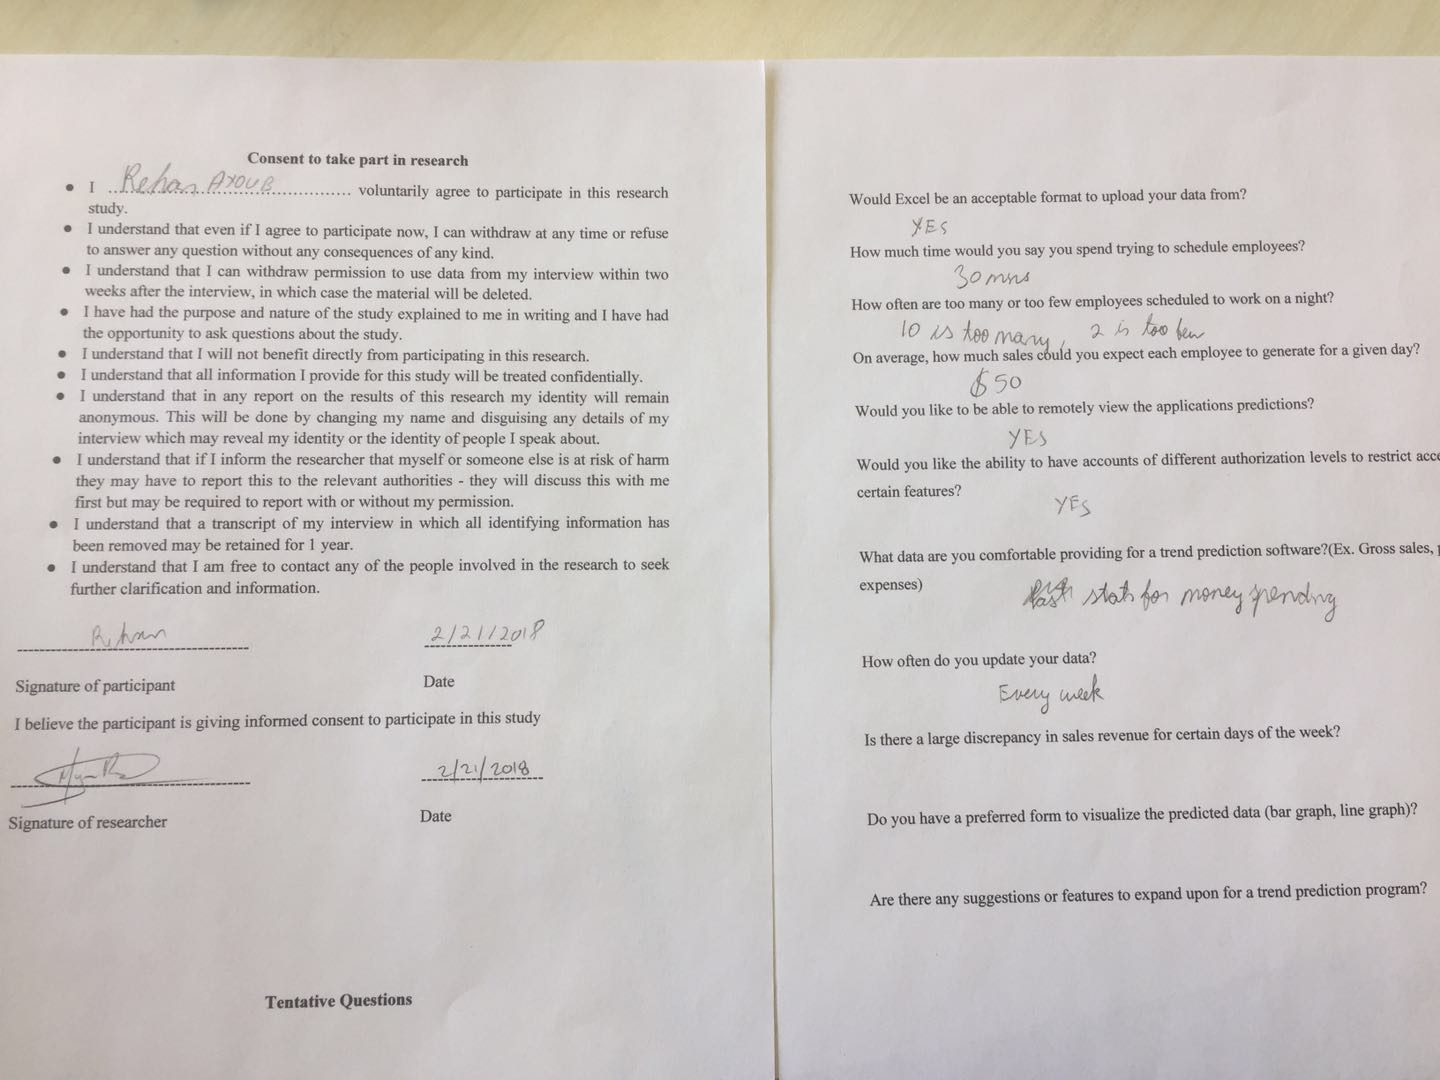 Consent to take part in research
I Rehan AYOUB voluntarily agree to participate in this research
study.
I understand that even if I agree to participate now, I can withdraw at any time or refuse
to answer any question without any consequences of any kind.
I understand that I can withdraw permission to use data from my interview within two
weeks after the interview, in which case the material will be deleted.
I have had the purpose and nature of the study explained to me in writing and I have had
the opportunity to ask questions about the study.
I understand that I will not benefit directly from participating in this research.
I understand that all information I provide for this study will be treated confidentially.
I understand that in any report on the results of this research my identity will remain
anonymous. This will be done by changing my name and disguising any details of my
interview which may reveal my identity or the identity of people I speak about.
I understand that if I inform the researcher that myself or someone else is at risk of harm
they may have to report this to the relevant authorities - they will discuss this with me
first but may be required to report with or without my permission.
I understand that a transcript of my interview in which all identifying information has
been removed may be retained for 1 year.
I understand that I am free to contact any of the people involved in the research to seek
further clarification and information.
Rehan 2/21/2018
Signature of participant Date
I believe the participant is giving informed consent to participate in this study
2/21/2018
Signature of researcher Date
Tentative Questions
Would Excel be an acceptable format to upload your data from?
YES
How much time would you say you spend trying to schedule employees?
30 mns
How often are too many or too few employees scheduled to work on a night?
10 is too many, 2 is too few
On average, how much sales could you expect each employee to generate for a given day?
$50
Would you like to be able to remotely view the applications predictions?
YES
Would you like the ability to have accounts of different authorization levels to restrict
certain features?
YES
What data are you comfortable providing for a trend prediction software?(Ex. Gross sales,
expenses)
stats for money spending
How often do you update your data?
Every week
Is there a large discrepancy in sales revenue for certain days of the week?
Do you have a preferred form to visualize the predicted data (bar graph, line graph)?
Are there any suggestions or features to expand upon for a trend prediction program?